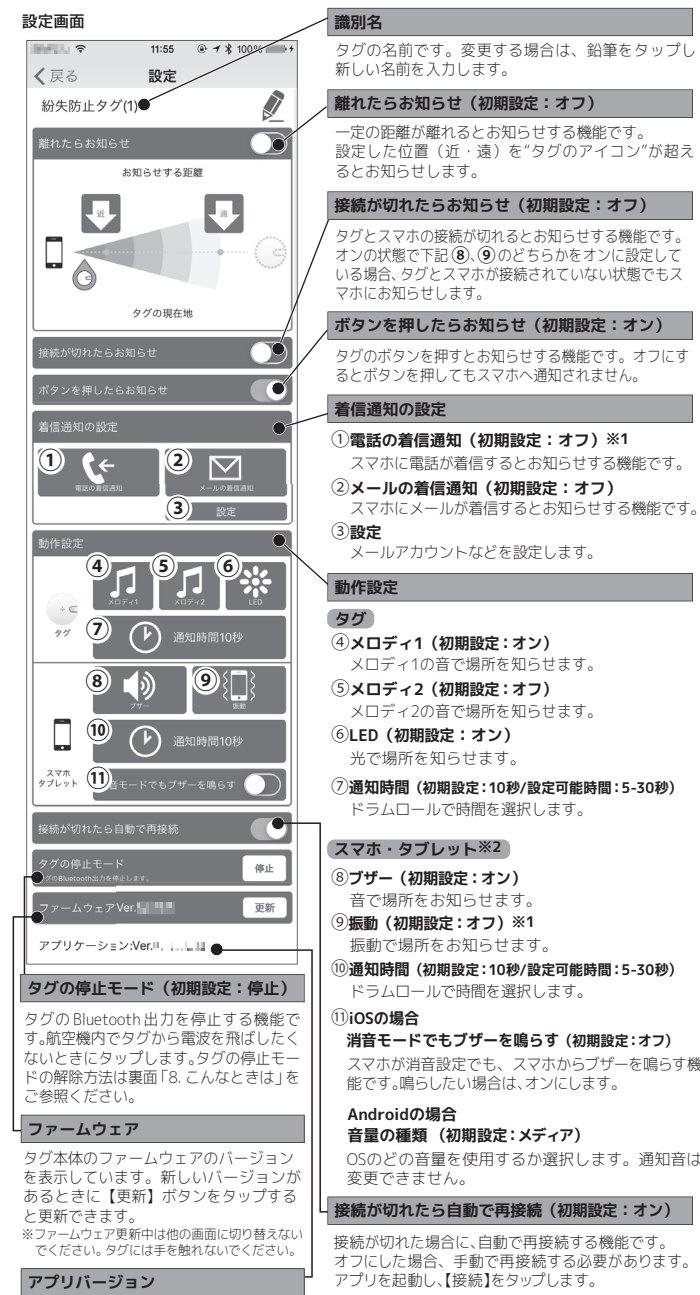 設定画面
11:55
100%
戻る
設定
紛失防止タグ(1)
離れたらお知らせ
お知らせする距離
近
遠
タグの現在地
接続が切れたらお知らせ
ボタンを押したらお知らせ
着信通知の設定
①
電話の着信通知
②
メールの着信通知
③
設定
動作設定
④
メロディ1
⑤
メロディ2
⑥
LED
タグ
⑦
通知時間10秒
⑧
ブザー
⑨
振動
⑩
通知時間10秒
スマホ
タブレット
⑪
音モードでもブザーを鳴らす
接続が切れたら自動で再接続
タグの停止モード
グのBluetooth出力を停止します。
停止
ファームウェアVer.
更新
アプリケーション:Ver.
タグの停止モード（初期設定：停止）
タグの Bluetooth 出力を停止する機能で
す。航空機内でタグから電波を飛ばしたく
ないときにタップします。タグの停止モー
ドの解除方法は裏面「8. こんなときは」を
ご参照ください。
ファームウェア
タグ本体のファームウェアのバージョン
を表示しています。新しいバージョンが
あるときに【更新】ボタンをタップする
と更新できます。
※ファームウェア更新中は他の画面に切り替えない
でください。タグには手を触れないでください。
アプリバージョン
識別名
タグの名前です。変更する場合は、鉛筆をタップし
新しい名前を入力します。
離れたらお知らせ（初期設定：オフ）
一定の距離が離れるとお知らせする機能です。
設定した位置（近・遠）を“タグのアイコン”が超え
るとお知らせします。
接続が切れたらお知らせ（初期設定：オフ）
タグとスマホの接続が切れるとお知らせする機能です。
オンの状態で下記⑧、⑨のどちらかをオンに設定して
いる場合、タグとスマホが接続されていない状態でもス
マホにお知らせします。
ボタンを押したらお知らせ（初期設定：オン）
タグのボタンを押すとお知らせする機能です。オフにす
るとボタンを押してもスマホへ通知されません。
着信通知の設定
①電話の着信通知（初期設定：オフ）※1
スマホに電話が着信するとお知らせする機能です。
②メールの着信通知（初期設定：オフ）
スマホにメールが着信するとお知らせする機能です。
③設定
メールアカウントなどを設定します。
動作設定
タグ
④メロディ1（初期設定：オン）
メロディ1の音で場所を知らせます。
⑤メロディ2（初期設定：オフ）
メロディ2の音で場所を知らせます。
⑥LED（初期設定：オン）
光で場所を知らせます。
⑦通知時間（初期設定：10秒/設定可能時間：5-30秒）
ドラムロールで時間を選択します。
スマホ・タブレット※2
⑧ブザー（初期設定：オン）
音で場所をお知らせます。
⑨振動（初期設定：オフ）※1
振動で場所をお知らせます。
⑩通知時間（初期設定：10秒/設定可能時間：5-30秒）
ドラムロールで時間を選択します。
⑪iOSの場合
消音モードでもブザーを鳴らす（初期設定：オフ）
スマホが消音設定でも、スマホからブザーを鳴らす機
能です。鳴らしたい場合は、オンにします。
Androidの場合
音量の種類 （初期設定：メディア）
OSのどの音量を使用するか選択します。通知音は
変更できません。
接続が切れたら自動で再接続（初期設定：オン）
接続が切れた場合に、自動で再接続する機能です。
オフにした場合、手動で再接続する必要があります。
アプリを起動し、【接続】をタップします。